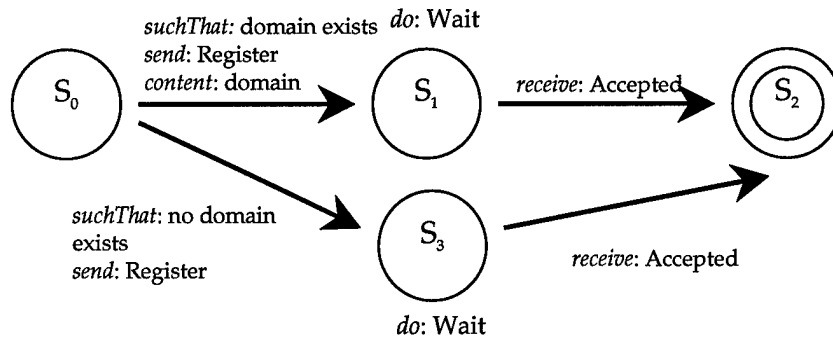 suchThat: domain exists
send: Register
content: domain
do: Wait
S₀
S₁
receive: Accepted
S₂
suchThat: no domain
exists
send: Register
S₃
receive: Accepted
do: Wait